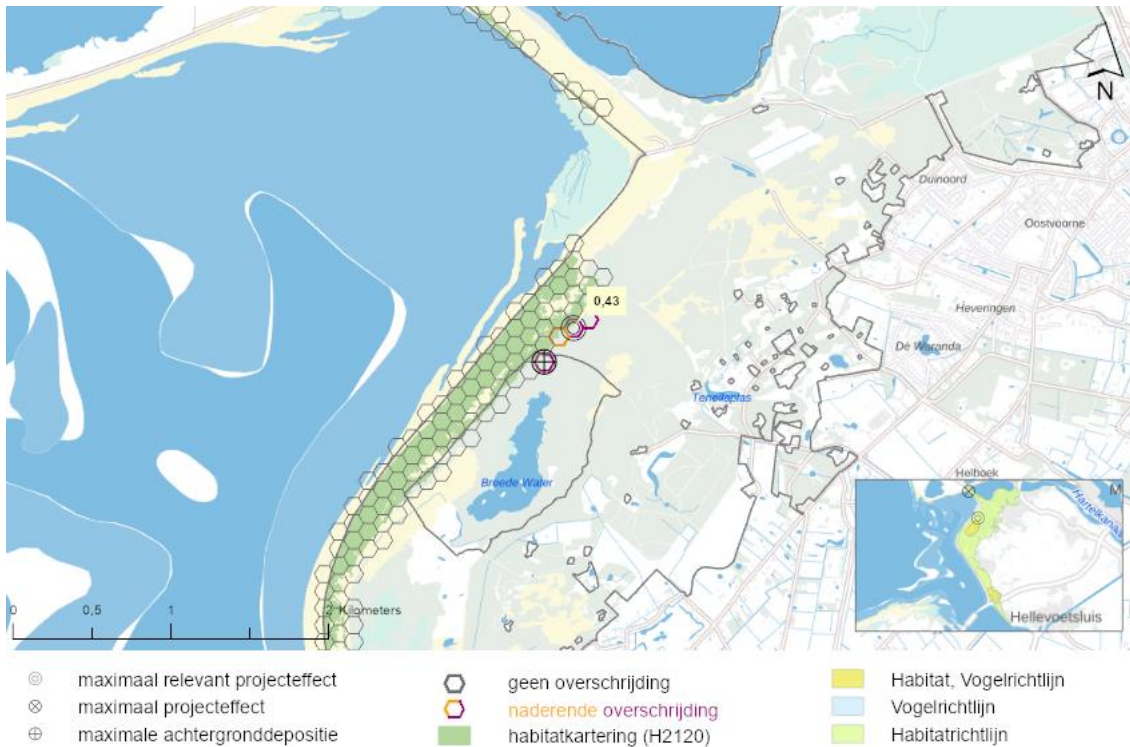 N
Duinoord
Oostvoorne
0,43
Heveringen
De Waranda
Tenellaplas
Breede Water
Helhoek
M
Hartelkana
Hellevoetsluis
0 0,5 1 2 Kilometers
maximaal relevant projecteffect
maximaal projecteffect
maximale achtergronddepositie
geen overschrijding
naderende overschrijding
habitatkartering (H2120)
Habitat, Vogelrichtlijn
Vogelrichtlijn
Habitatrichtlijn